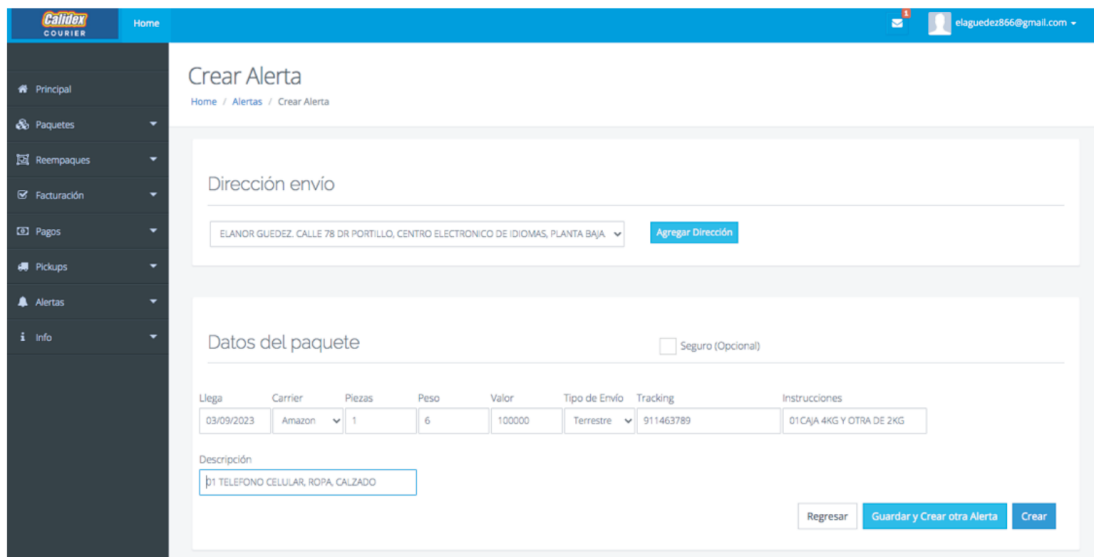 Calidex
COURIER
Home
1
elaguedez866@gmail.com
Principal
Paquetes
Reempaques
Facturación
Pagos
Pickups
Alertas
Info
Crear Alerta
Home / Alertas / Crear Alerta
Dirección envío
ELANOR GUEDEZ. CALLE 78 DR PORTILLO, CENTRO ELECTRONICO DE IDIOMAS, PLANTA BAJA,
Agregar Dirección
Datos del paquete
Seguro (Opcional)
Llega Carrier Piezas Peso Valor Tipo de Envío Tracking Instrucciones
03/09/2023 Amazon 1 6 100000 Terrestre 911463789 01CAJA 4KG Y OTRA DE 2KG
Descripción
01 TELEFONO CELULAR, ROPA, CALZADO
Regresar Guardar y Crear otra Alerta Crear